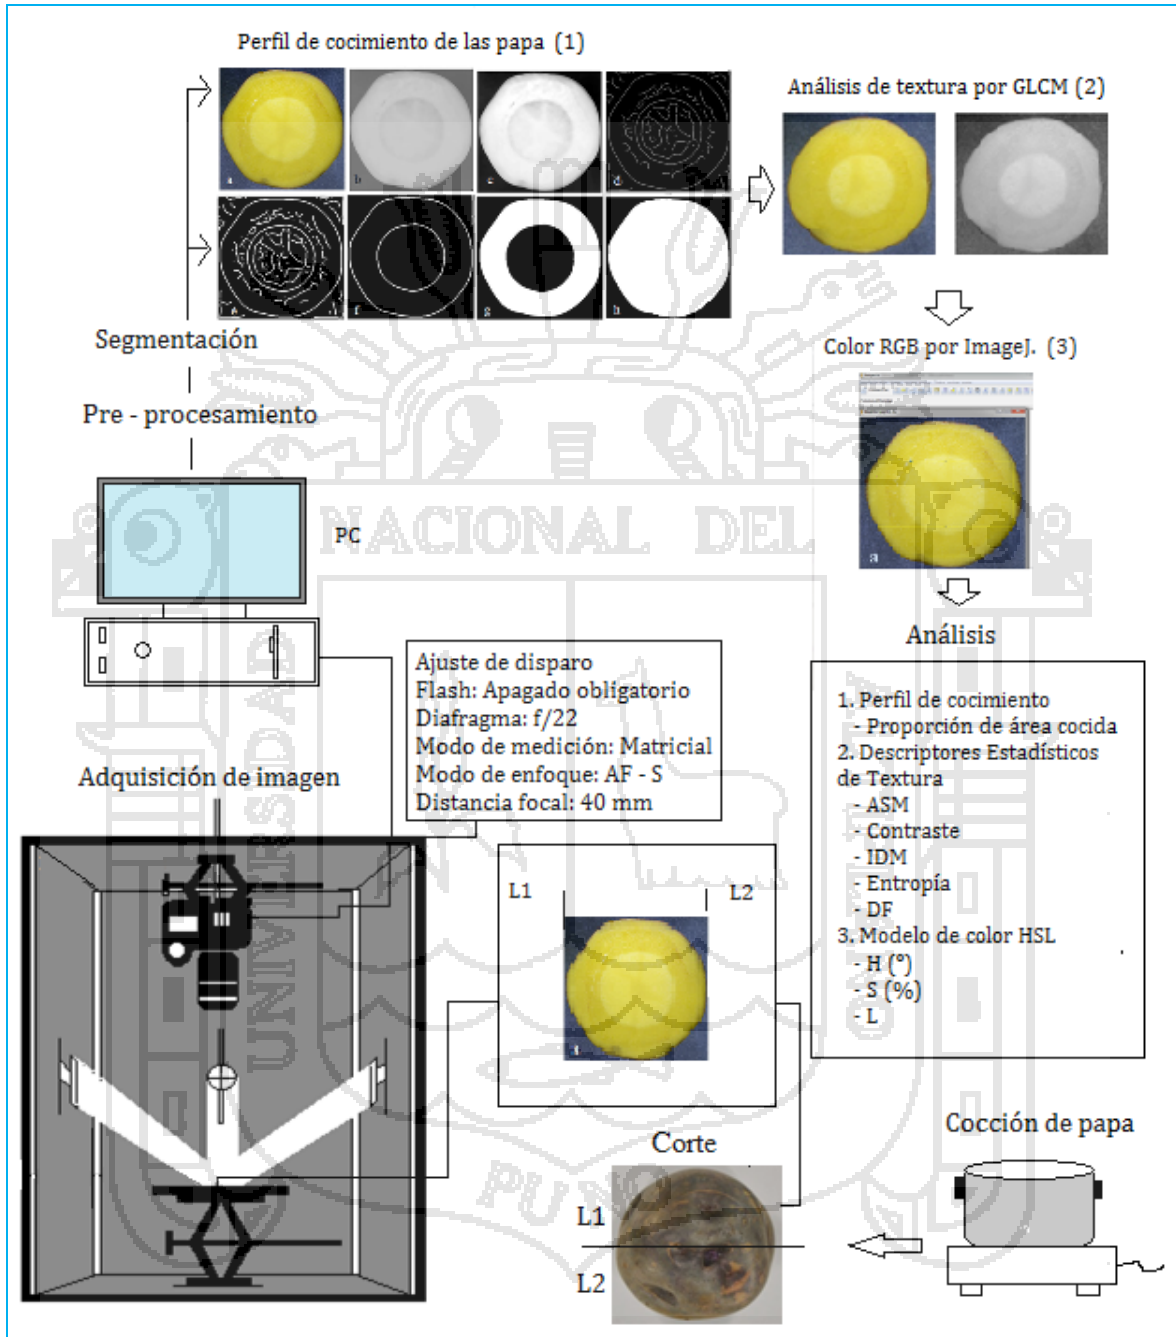 Perfil de cocimiento de las papa (1)
a
b
c
d
e
f
g
h
Análisis de textura por GLCM (2)
Color RGB por ImageJ. (3)
a
Segmentación
Pre - procesamiento
PC
Ajuste de disparo
Flash: Apagado obligatorio
Diafragma: f/22
Modo de medición: Matricial
Modo de enfoque: AF - S
Distancia focal: 40 mm
Adquisición de imagen
L1
L2
Análisis
1. Perfil de cocimiento
- Proporción de área cocida
2. Descriptores Estadísticos
de Textura
- ASM
- Contraste
- IDM
- Entropía
- DF
3. Modelo de color HSL
- H (°)
- S (%)
- L
Corte
L1
L2
Cocción de papa
UNIVERSIDAD
NACIONAL DEL
PUNO